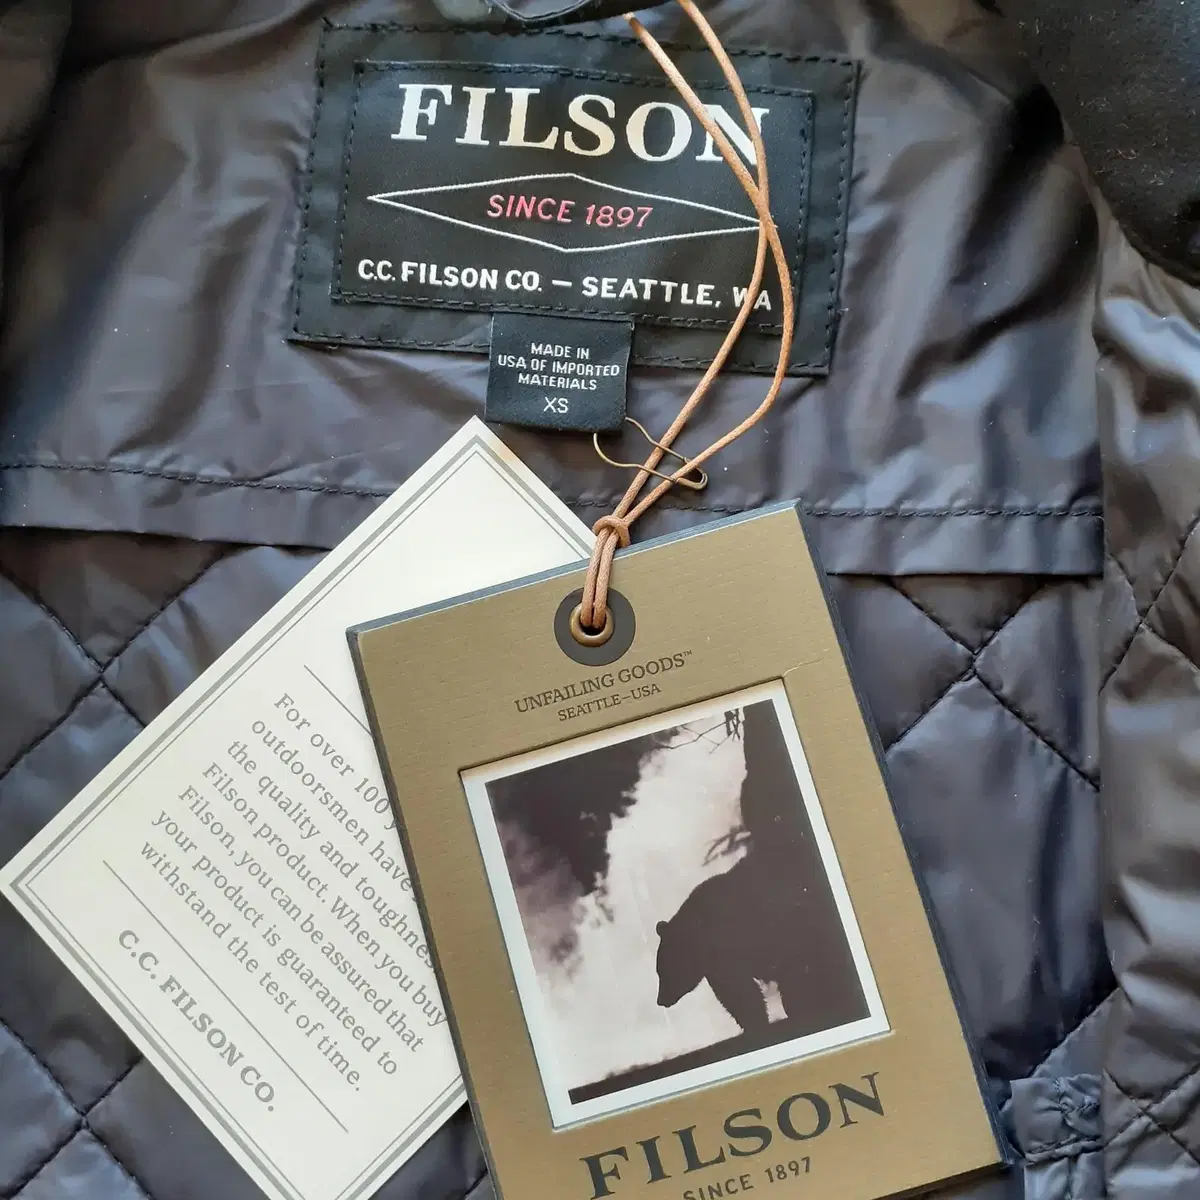 FILSON
SINCE 1897
C.C. FILSON CO. — SEATTLE, WA
MADE IN
USA OF IMPORTED
MATERIALS
XS
For over 100
outdoorsmen have
the quality and
Filson product. When you buy
Filson, you can be assured that
your product is guaranteed to
withstand the test of time.
C.C. FILSON CO.
UNFAILING GOODS™
SEATTLE–USA
FILSON
SINCE 1897